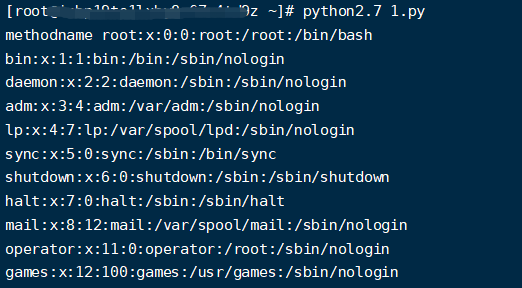 [root@ ~]# python2.7 1.py
methodname root:x:0:0:root:/root:/bin/bash
bin:x:1:1:bin:/bin:/sbin/nologin
daemon:x:2:2:daemon:/sbin:/sbin/nologin
adm:x:3:4:adm:/var/adm:/sbin/nologin
lp:x:4:7:lp:/var/spool/lpd:/sbin/nologin
sync:x:5:0:sync:/sbin:/bin/sync
shutdown:x:6:0:shutdown:/sbin:/sbin/shutdown
halt:x:7:0:halt:/sbin:/sbin/halt
mail:x:8:12:mail:/var/spool/mail:/sbin/nologin
operator:x:11:0:operator:/root:/sbin/nologin
games:x:12:100:games:/usr/games:/sbin/nologin